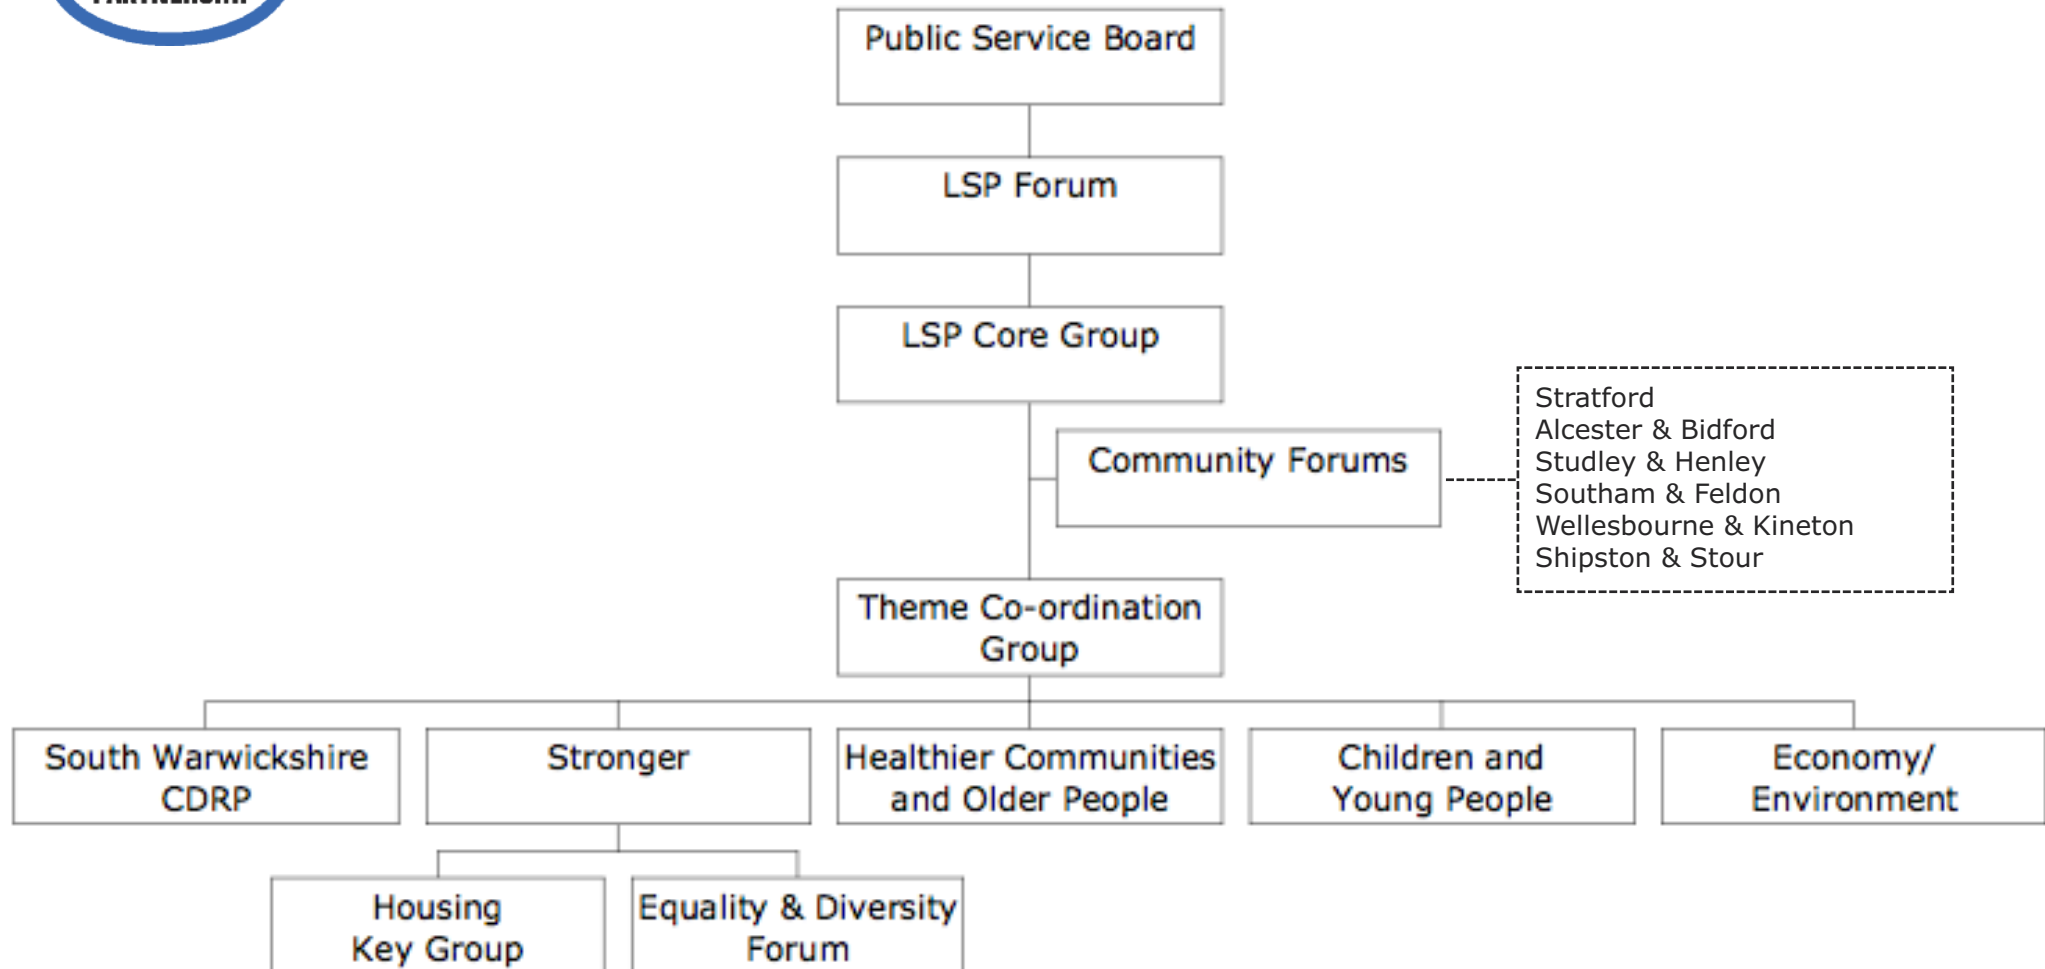 Public Service Board
LSP Forum
LSP Core Group
Community Forums
Stratford
Alcester & Bidford
Studley & Henley
Southam & Feldon
Wellesbourne & Kineton
Shipston & Stour
Theme Co-ordination
Group
South Warwickshire
CDRP
Stronger
Healthier Communities
and Older People
Children and
Young People
Economy/
Environment
Housing
Key Group
Equality & Diversity
Forum